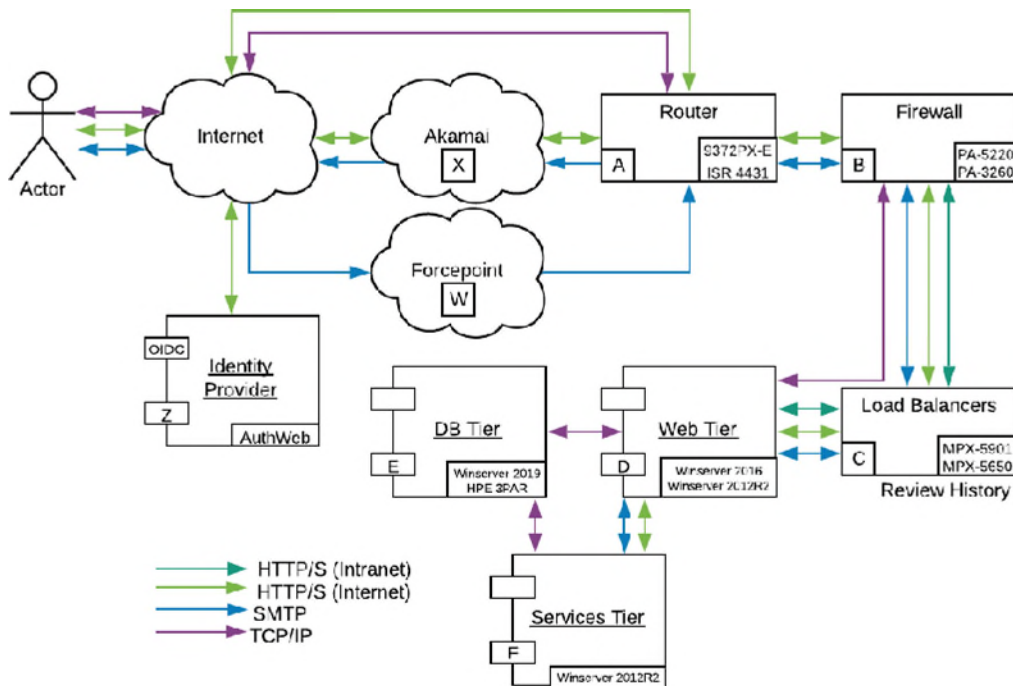 Actor
Internet
Akamai
X
Router
A
9372PX-E
ISR 4431
Firewall
B
PA-5220
PA-3260
Forcepoint
W
OIDC
Identity
Provider
Z
AuthWeb
DB Tier
E
Winserver 2019
HPE 3PAR
Web Tier
D
Winserver 2016
Winserver 2012R2
Load Balancers
C
MPX-5901
MPX-5650
Review History
HTTP/S (Intranet)
HTTP/S (Internet)
SMTP
TCP/IP
Services Tier
F
Winserver 2012R2